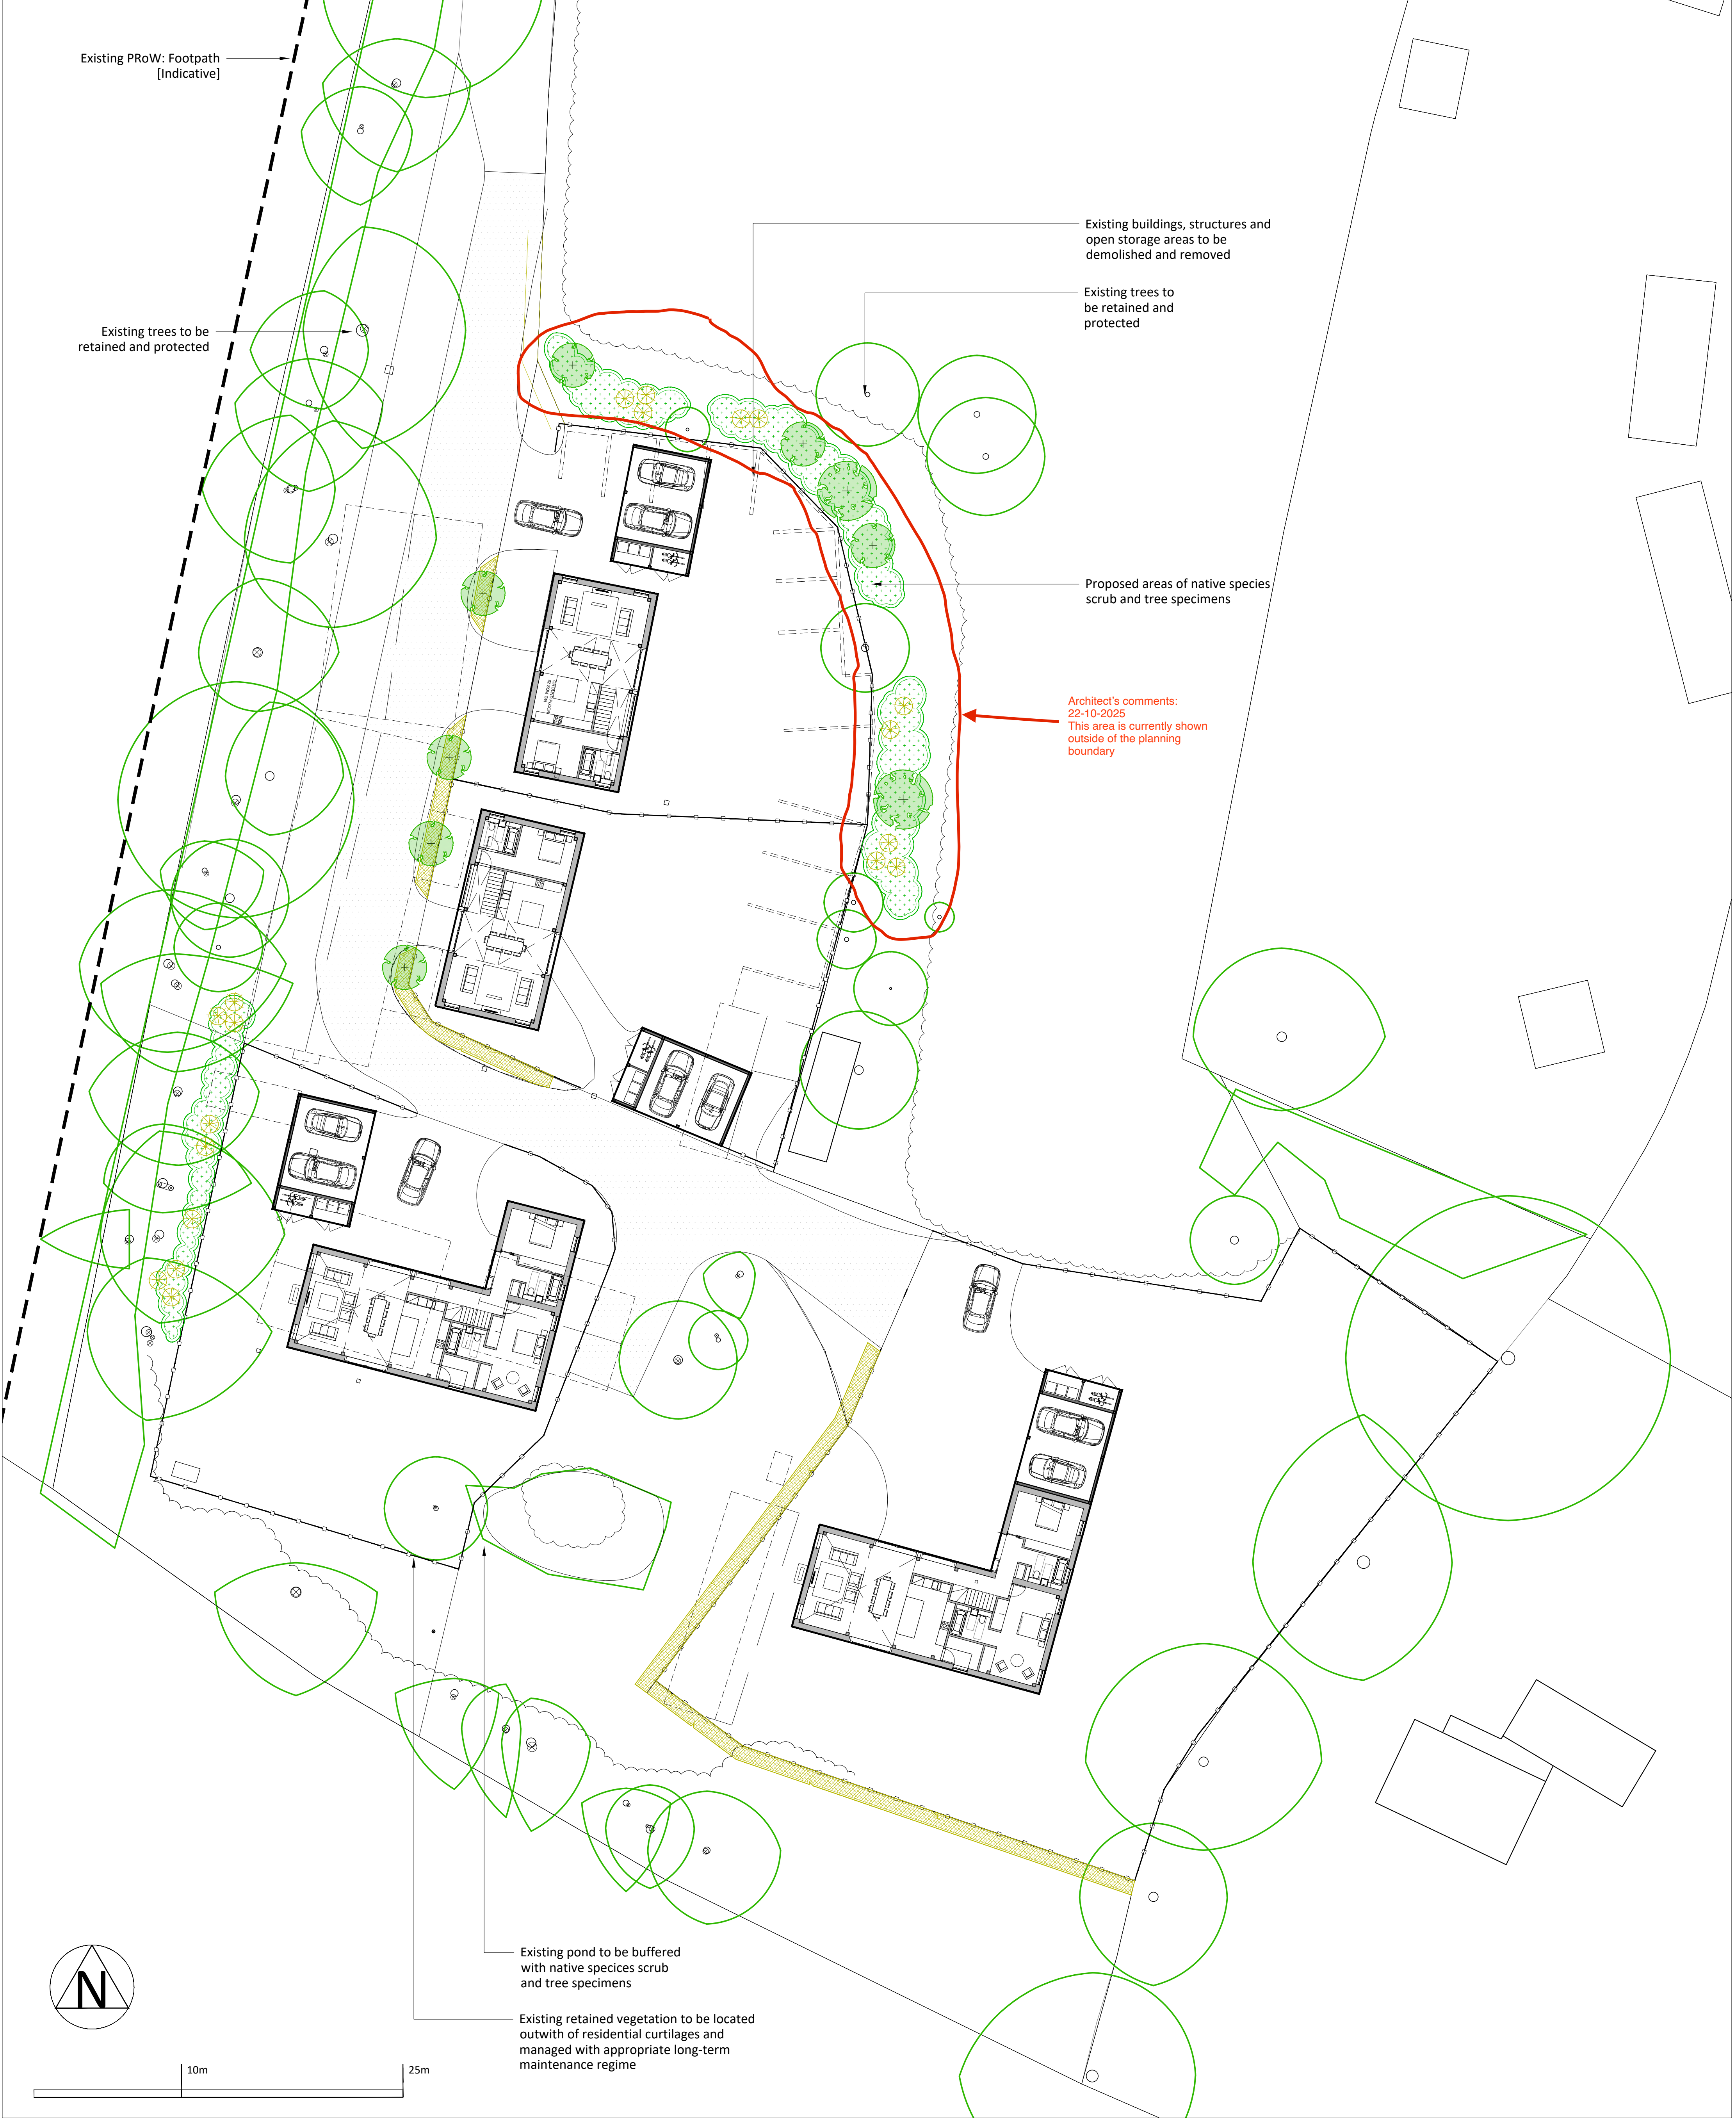 Existing PRoW: Footpath
[Indicative]
Existing buildings, structures and
open storage areas to be
demolished and removed
Existing trees to
be retained and
protected
Existing trees to be
retained and protected
Proposed areas of native species
scrub and tree specimens
Architect's comments:
22-10-2025
This area is currently shown
outside of the planning
boundary
Existing pond to be buffered
with native specices scrub
and tree specimens
Existing retained vegetation to be located
outwith of residential curtilages and
managed with appropriate long-term
maintenance regime
N
10m
25m